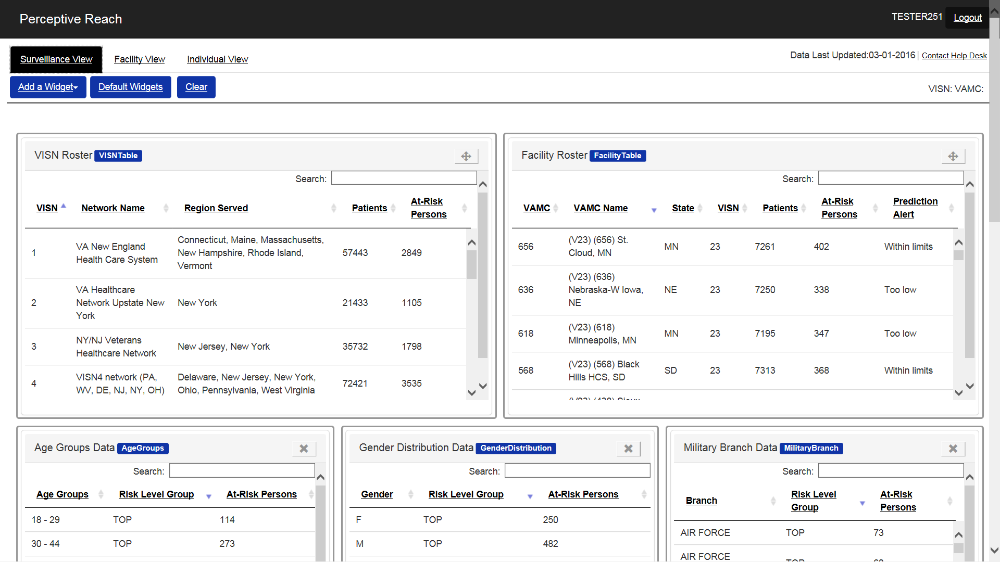 Perceptive Reach
TESTER251 Logout
Surveillance View Facility View Individual View
Data Last Updated:03-01-2016 | Contact Help Desk
Add a Widget Default Widgets Clear
VISN: VAMC:
VISN Roster VISNTable
Search:
VISN Network Name Region Served Patients At-Risk Persons
1 VA New England Health Care System Connecticut, Maine, Massachusetts, New Hampshire, Rhode Island, Vermont 57443 2849
2 VA Healthcare Network Upstate New York New York 21433 1105
3 NY/NJ Veterans Healthcare Network New Jersey, New York 35732 1798
4 VISN4 network (PA, WV, DE, NJ, NY, OH) Delaware, New Jersey, New York, Ohio, Pennsylvania, West Virginia 72421 3535
Facility Roster FacilityTable
Search:
VAMC VAMC Name State VISN Patients At-Risk Persons Prediction Alert
656 (V23) (656) St. Cloud, MN MN 23 7261 402 Within limits
636 (V23) (636) Nebraska-W Iowa, NE NE 23 7250 338 Too low
618 (V23) (618) Minneapolis, MN MN 23 7195 347 Too low
568 (V23) (568) Black Hills HCS, SD SD 23 7313 368 Within limits
(V23) (438) Sioux
Age Groups Data AgeGroups
Search:
Age Groups Risk Level Group At-Risk Persons
18 - 29 TOP 114
30 - 44 TOP 273
Gender Distribution Data GenderDistribution
Search:
Gender Risk Level Group At-Risk Persons
F TOP 250
M TOP 482
Military Branch Data MilitaryBranch
Search:
Branch Risk Level Group At-Risk Persons
AIR FORCE TOP 73
AIR FORCE TOP